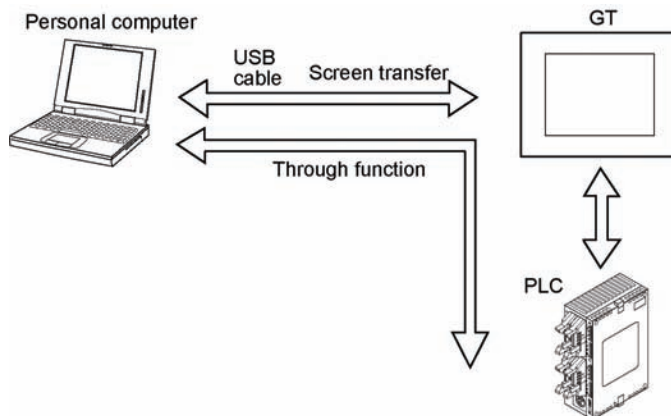 Personal computer
GT
USB
cable
Screen transfer
Through function
PLC